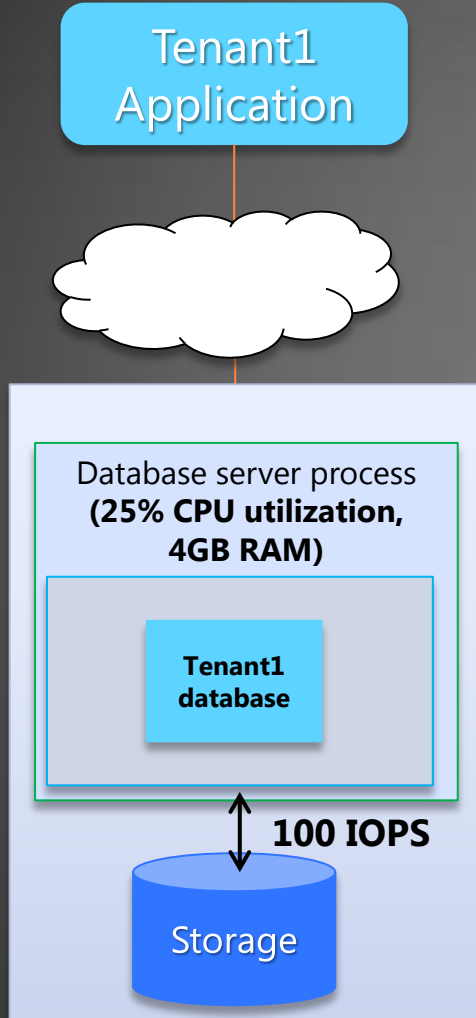 Tenant1
Application
Database server process
(25% CPU utilization,
4GB RAM)
Tenant1
database
100 IOPS
Storage